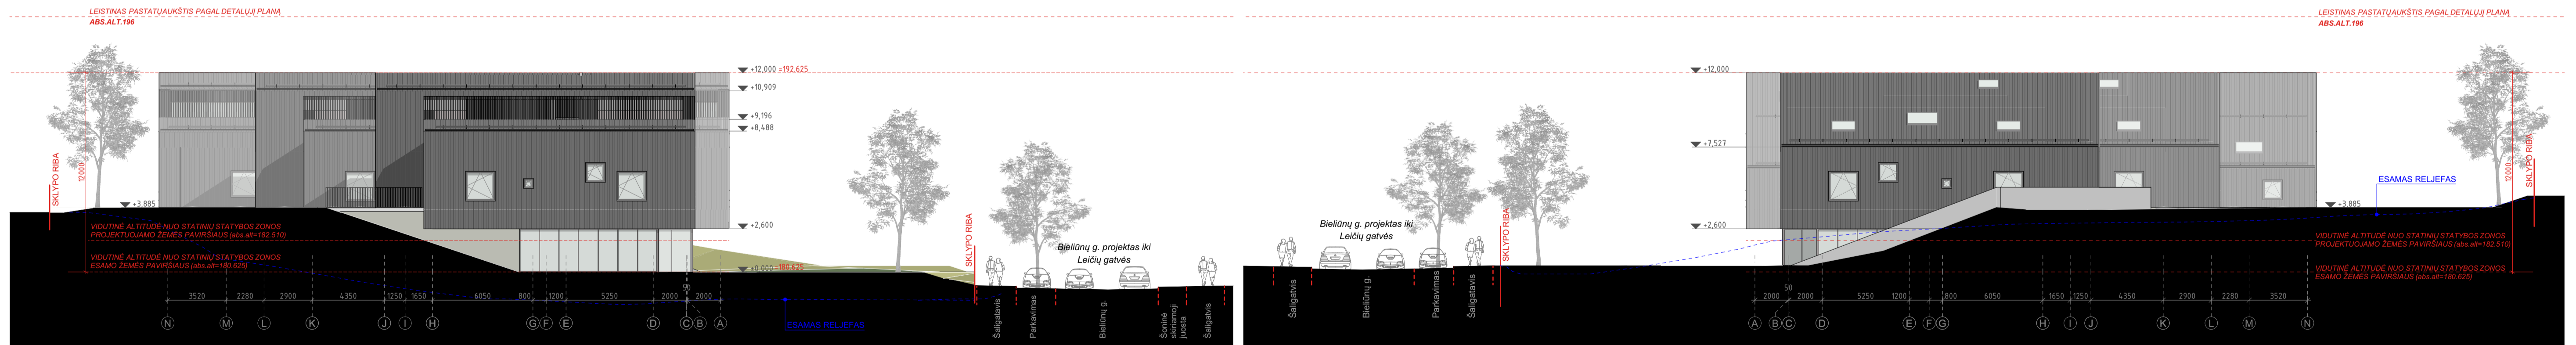 LEISTINAS PASTATŲ AUKŠTIS PAGAL DETALŲJĮ PLANĄ
ABS.ALT.196
+12,000 =192.625
+10,909
+9,196
+8,488
12000
SKLYPO RIBA
+3,885
VIDUTINĖ ALTITUDĖ NUO STATINIŲ STATYBOS ZONOS
PROJEKTUOJAMO ŽEMĖS PAVIRŠIAUS (abs.alt=182.510)
+2,600
VIDUTINĖ ALTITUDĖ NUO STATINIŲ STATYBOS ZONOS
ESAMO ŽEMĖS PAVIRŠIAUS (abs.alt=180.625)
±0,000 =180.625
SKLYPO RIBA
Bieliūnų g. projektas iki
Leičių gatvės
3520 2280 2900 4350 1250 1650 6050 800 1200 5250 2000 50 2000
N M L K J I H G F E D C B A
ESAMAS RELJEFAS
Šaligatavis
Parkavimas
Bieliūnų g.
Šoninė
skiriamoji
juosta
Šaligatvis
LEISTINAS PASTATŲ AUKŠTIS PAGAL DETALŲJĮ PLANĄ
ABS.ALT.196
+12,000
+7,527
+2,600
Bieliūnų g. projektas iki
Leičių gatvės
SKLYPO RIBA
Šaligatvis
Bieliūnų g.
Parkavimas
Šaligatavis
ESAMAS RELJEFAS
+3,885
12000
SKLYPO RIBA
VIDUTINĖ ALTITUDĖ NUO STATINIŲ STATYBOS ZONOS
PROJEKTUOJAMO ŽEMĖS PAVIRŠIAUS (abs.alt=182.510)
VIDUTINĖ ALTITUDĖ NUO STATINIŲ STATYBOS ZONOS
ESAMO ŽEMĖS PAVIRŠIAUS (abs.alt=180.625)
2000 50 2000 5250 1200 800 6050 1650 1250 4350 2900 2280 3520
A B C D E F G H I J K L M N